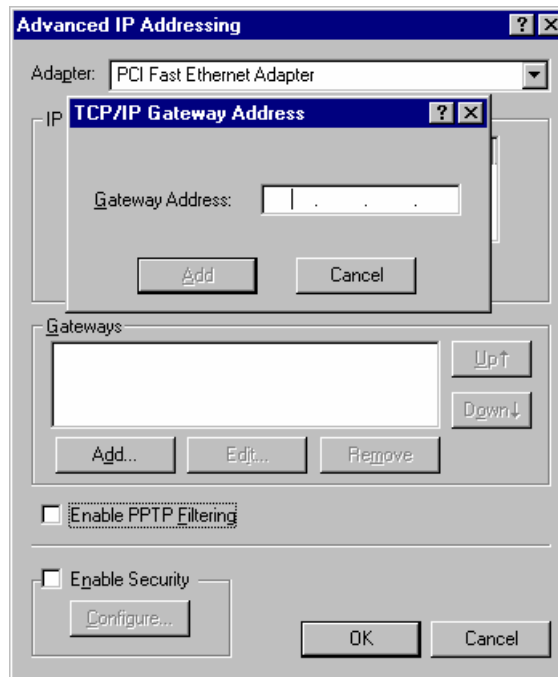 Advanced IP Addressing
Adapter: PCI Fast Ethernet Adapter
IP
TCP/IP Gateway Address
Gateway Address: . . .
Add Cancel
Gateways
Up↑
Down↓
Add... Edit... Remove
Enable PPTP Filtering
Enable Security
Configure...
OK Cancel